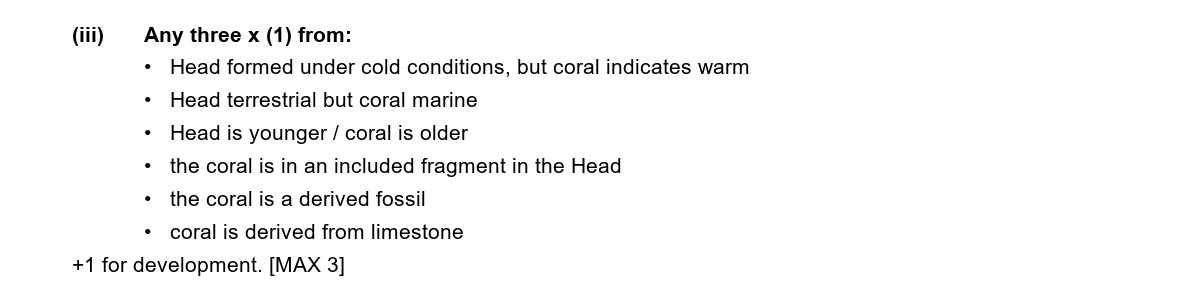 (iii) Any three x (1) from:
• Head formed under cold conditions, but coral indicates warm
• Head terrestrial but coral marine
• Head is younger / coral is older
• the coral is in an included fragment in the Head
• the coral is a derived fossil
• coral is derived from limestone
+1 for development. [MAX 3]